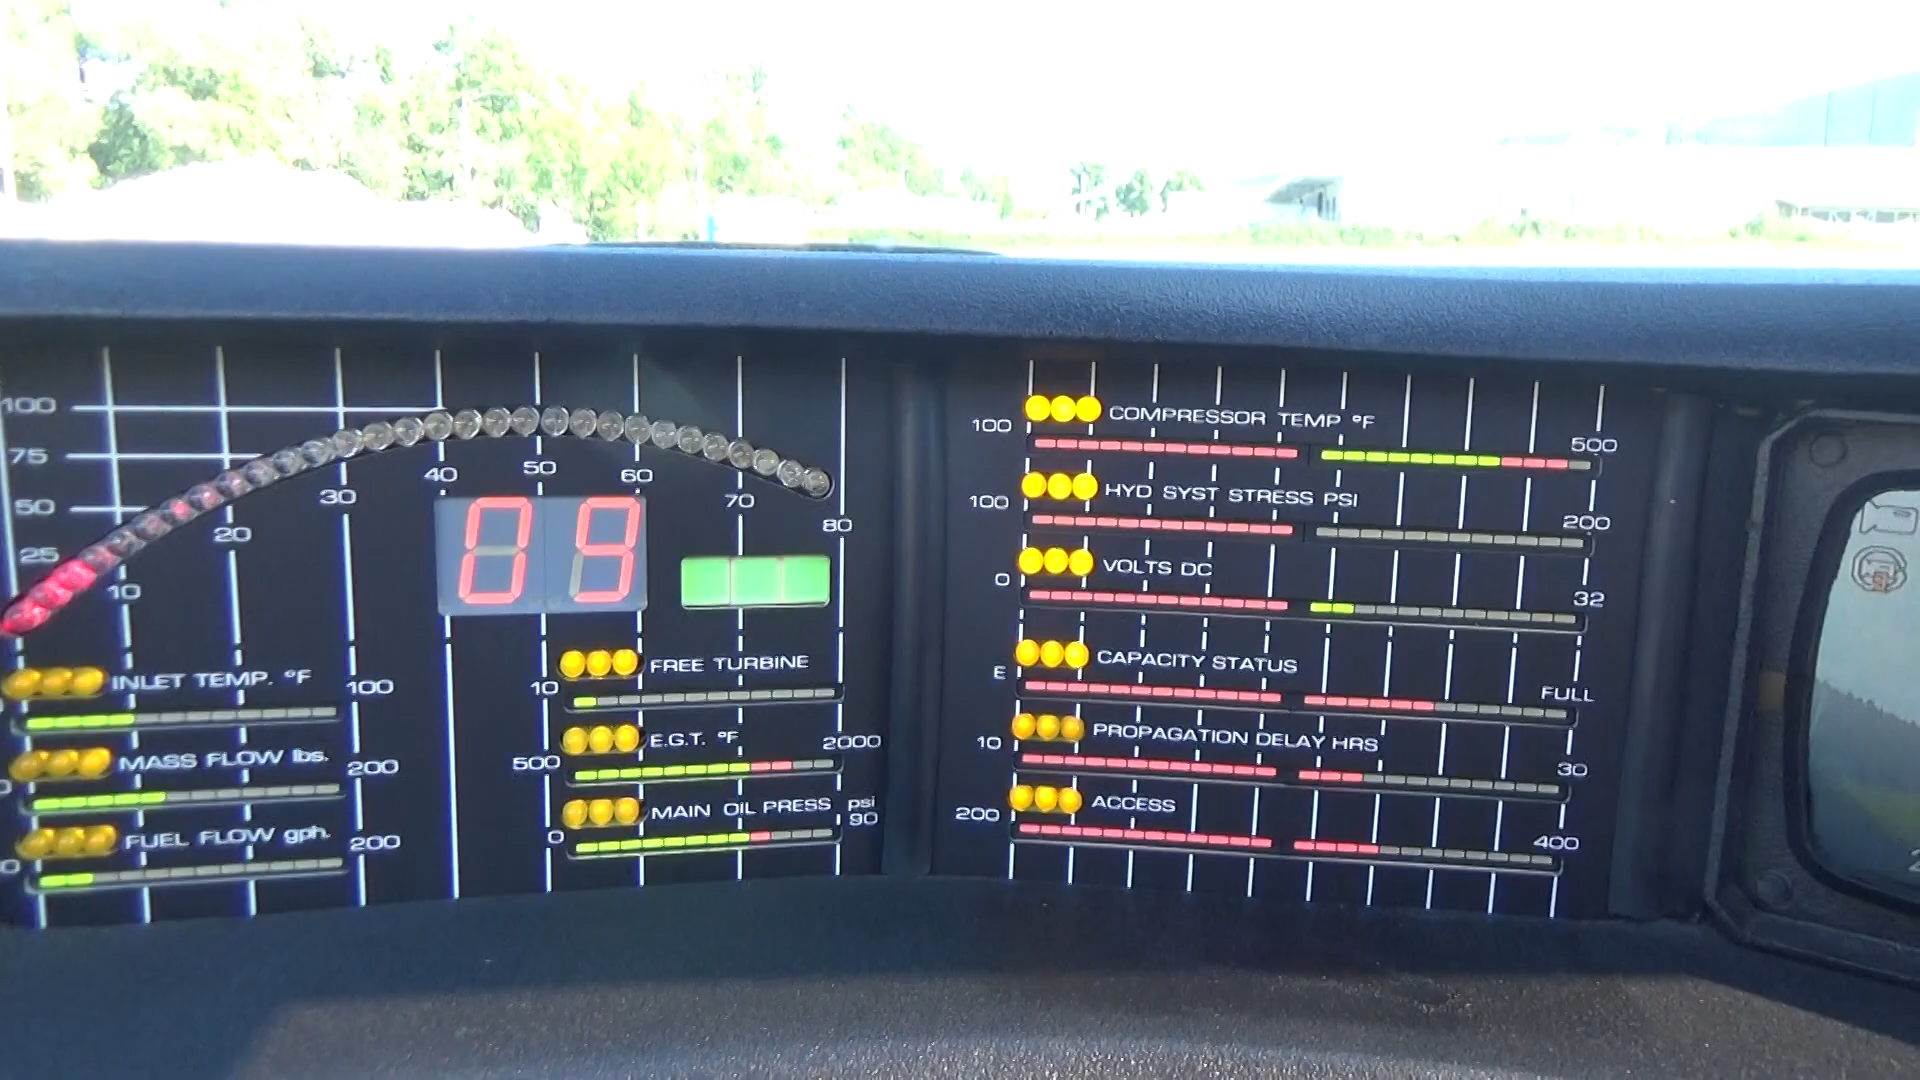 100
75
50
25
10
20
30
40
50
60
70
80
09
INLET TEMP. °F
100
MASS FLOW lbs.
200
FUEL FLOW gph.
0
200
FREE TURBINE
10
E.G.T. °F
500
2000
MAIN OIL PRESS psi
0
90
COMPRESSOR TEMP °F
100
500
HYD SYST STRESS PSI
100
200
VOLTS DC
0
32
CAPACITY STATUS
E
FULL
PROPAGATION DELAY HRS
10
30
ACCESS
200
400